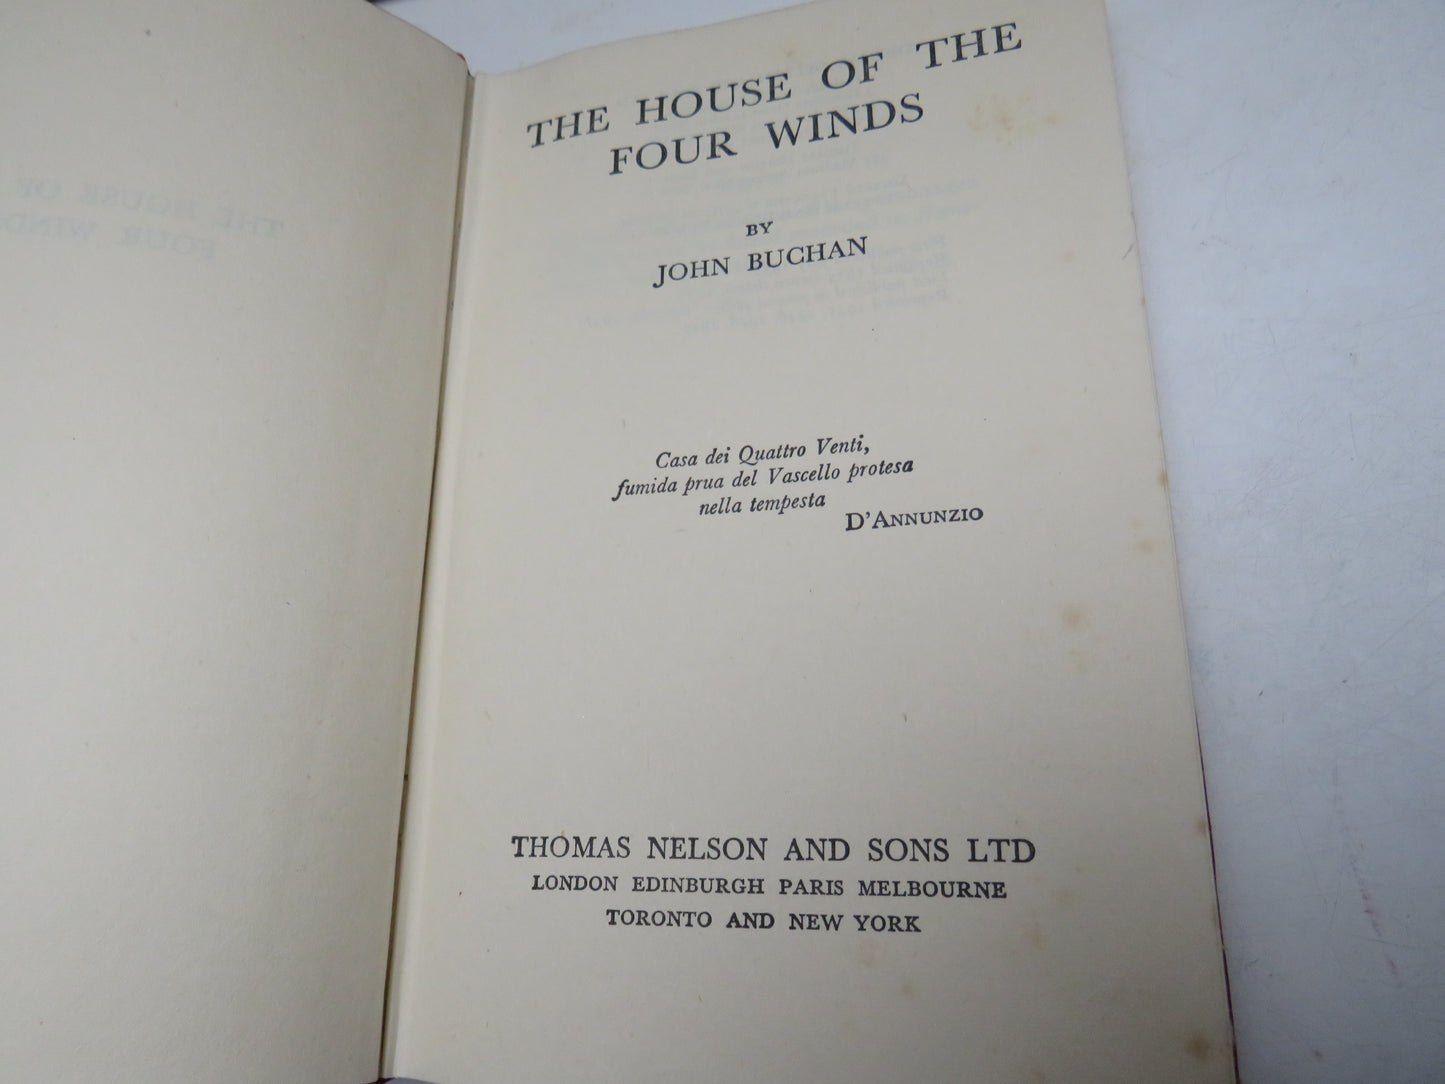 THE HOUSE OF THE
FOUR WINDS
BY
JOHN BUCHAN
Casa dei Quattro Venti,
fumida prua del Vascello protesa
nella tempesta
D'ANNUNZIO
THOMAS NELSON AND SONS LTD
LONDON EDINBURGH PARIS MELBOURNE
TORONTO AND NEW YORK